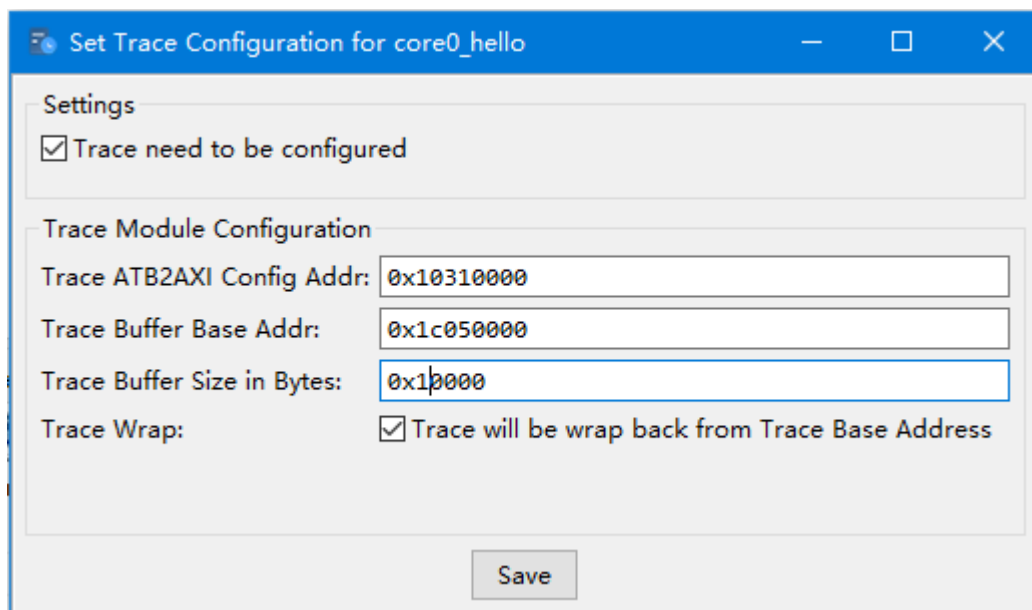 Set Trace Configuration for core0_hello
Settings
Trace need to be configured
Trace Module Configuration
Trace ATB2AXI Config Addr: 0x10310000
Trace Buffer Base Addr: 0x1c050000
Trace Buffer Size in Bytes: 0x10000
Trace Wrap: Trace will be wrap back from Trace Base Address
Save